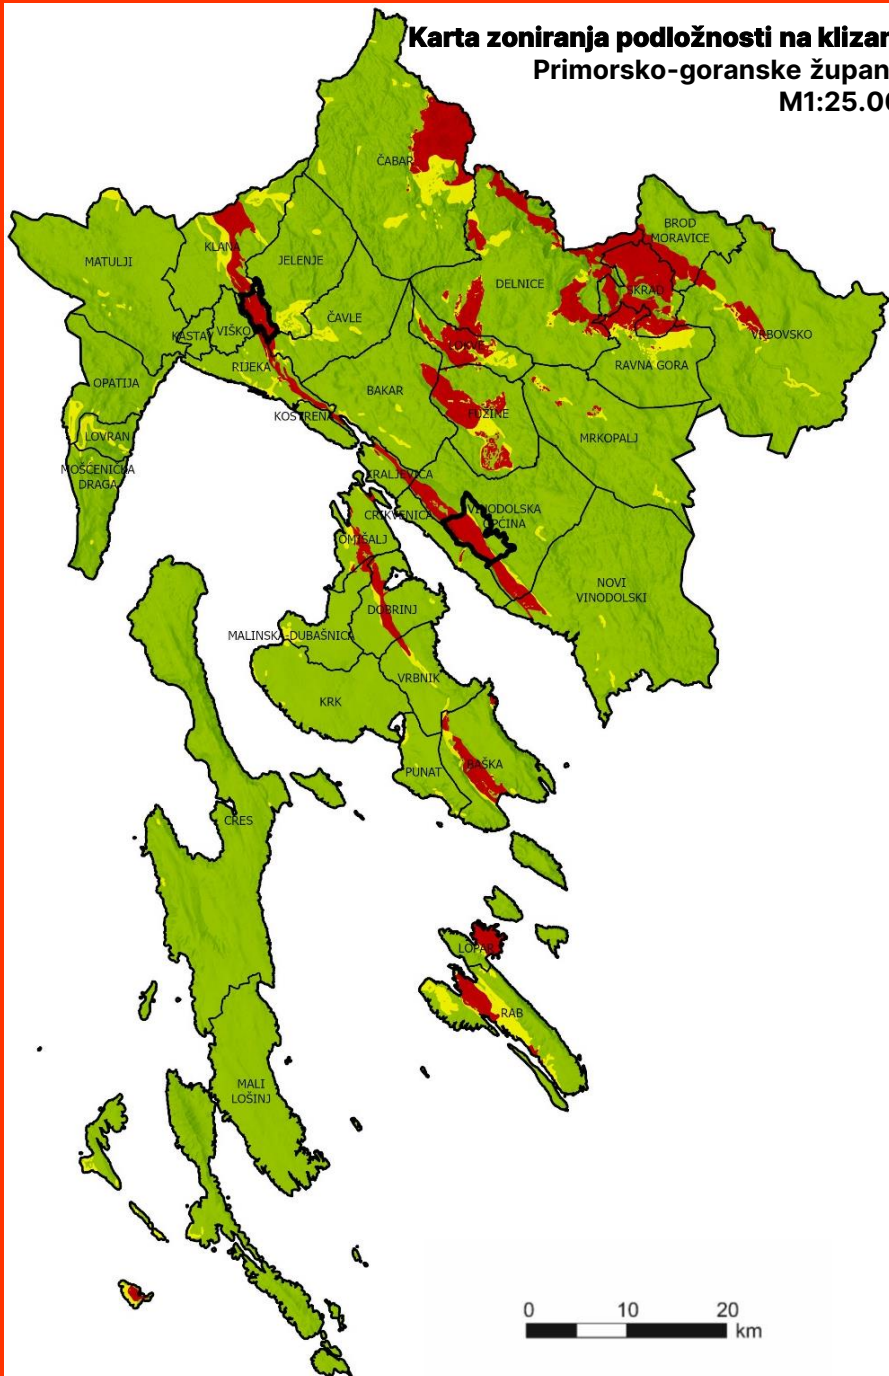 Karta zoniranja podložnosti na klizan
Primorsko-goranske župan
M1:25.00
ČABAR
BROD
MORAVICE
KLANA
MATULJI
JELENJE
DELNICE
SKRAD
ČAVLE
VIŠKO
KASTAV
VRBOVSKO
LOKVE
RIJEKA
RAVNA GORA
OPATIJA
BAKAR
FUŽINE
KOSTRENA
LOVRAN
MRKOPALJ
MOŠĆENIČKA
DRAGA
KRALJEVICA
VINODOLSKA
OPĆINA
CRIKVENICA
OMIŠALJ
NOVI
VINODOLSKI
DOBRINJ
MALINSKA-DUBAŠNICA
VRBNIK
KRK
BAŠKA
PUNAT
CRES
LOPAR
RAB
MALI
LOŠINJ
0 10 20
km